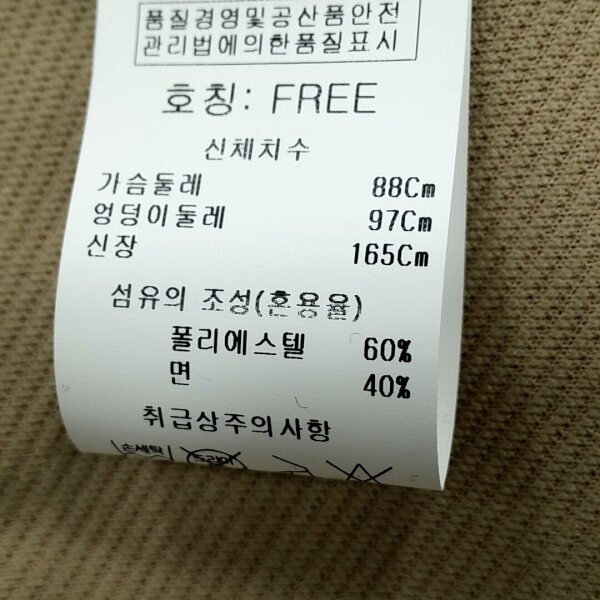 품질경영및공산품안전
관리법에의한품질표시
호칭: FREE
신체치수
가슴둘레 88Cm
엉덩이둘레 97Cm
신장 165Cm
섬유의 조성(혼용율)
폴리에스텔 60%
면 40%
취급상주의사항
손세탁 드라이